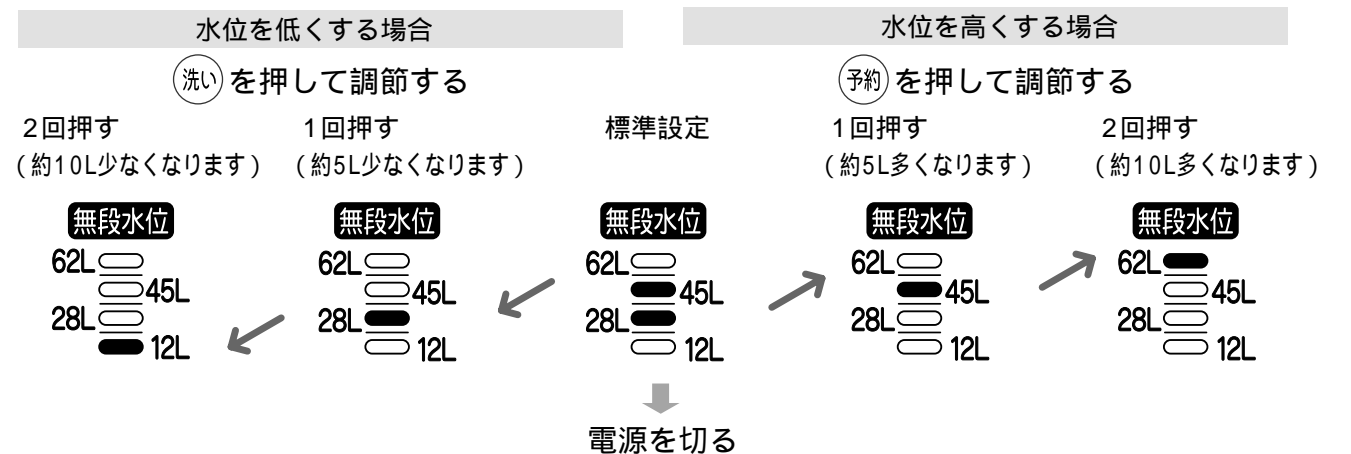 水位を低くする場合
洗い を押して調節する
2回押す
(約10L少なくなります)
1回押す
(約5L少なくなります)
標準設定
水位を高くする場合
予約 を押して調節する
1回押す
(約5L多くなります)
2回押す
(約10L多くなります)
無段水位
62L
45L
28L
12L
無段水位
62L
45L
28L
12L
無段水位
62L
45L
28L
12L
無段水位
62L
45L
28L
12L
無段水位
62L
45L
28L
12L
電源を切る